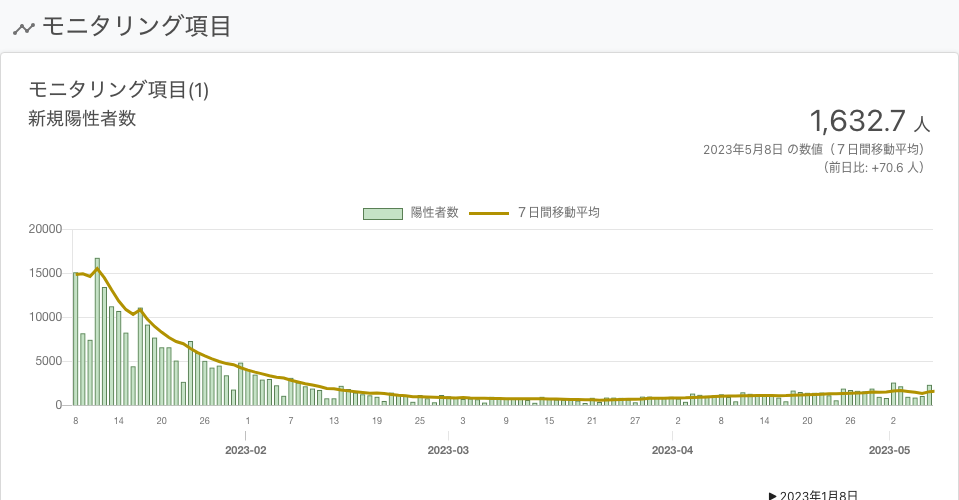 モニタリング項目
モニタリング項目(1)
新規陽性者数
1,632.7 人
2023年5月8日 の数値（７日間移動平均）
（前日比: +70.6 人）
陽性者数 ７日間移動平均
20000
15000
10000
5000
0
8 14 20 26 1 7 13 19 25 3 9 15 21 27 2 8 14 20 26 2
2023-02 2023-03 2023-04 2023-05
▶ 2023年1月8日